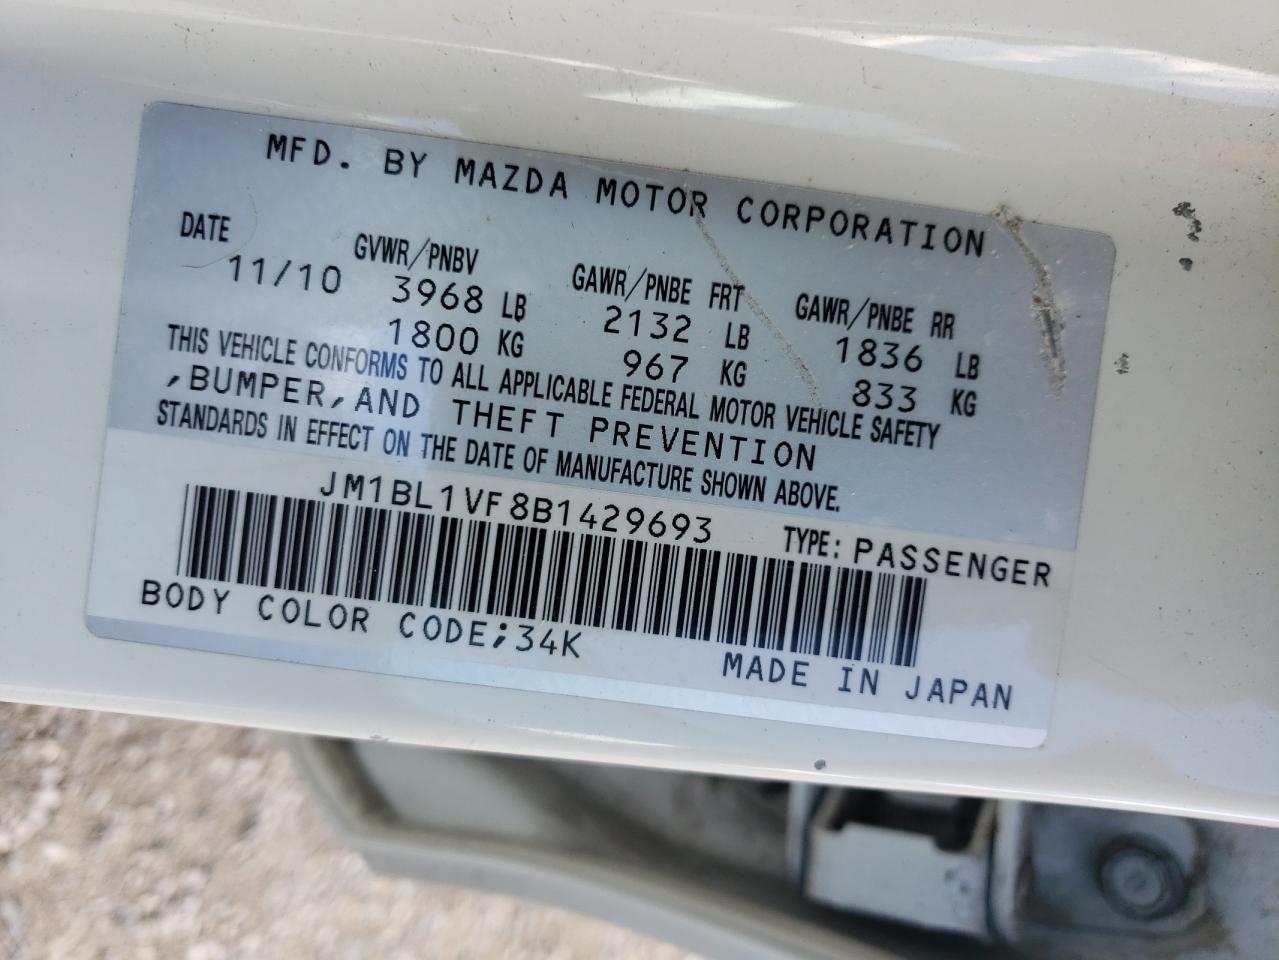 MFD. BY MAZDA MOTOR CORPORATION
DATE GVWR/PNBV GAWR/PNBE FRT GAWR/PNBE RR
11/10 3968 LB 2132 LB 1836 LB
1800 KG 967 KG 833 KG
THIS VEHICLE CONFORMS TO ALL APPLICABLE FEDERAL MOTOR VEHICLE SAFETY
,BUMPER,AND THEFT PREVENTION
STANDARDS IN EFFECT ON THE DATE OF MANUFACTURE SHOWN ABOVE.
JM1BL1VF8B1429693 TYPE: PASSENGER
BODY COLOR CODE;34K
MADE IN JAPAN